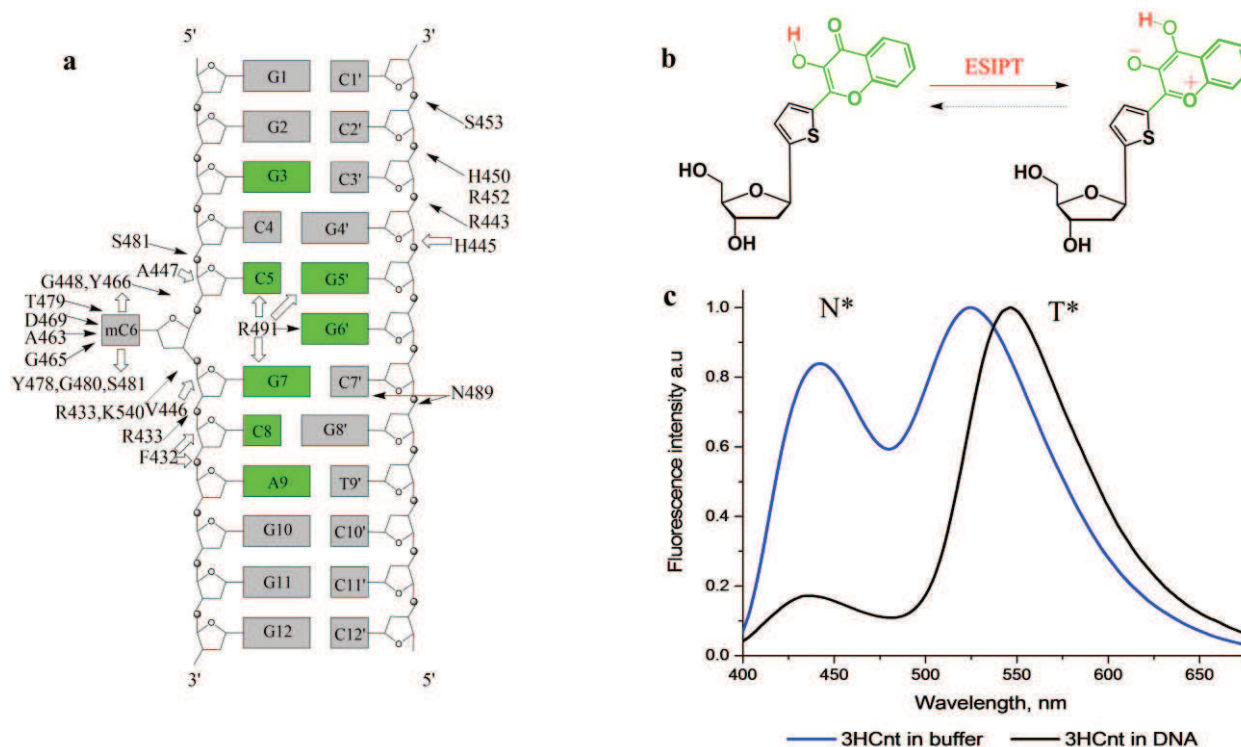 a
5'
3'
G1
C1'
G2
C2'
G3
C3'
C4
G4'
C5
G5'
mC6
G6'
G7
C7'
C8
G8'
A9
T9'
G10
C10'
G11
C11'
G12
C12'
3'
5'
S453
H450
R452
R443
H445
S481
A447
G448,Y466
T479
D469
A463
G465
Y478,G480,S481
R491
N489
R433,K540
V446
R433
F432
b
H
O
O
O
S
HO
O
OH
ESIPT
H
O
-
O
+
O
S
HO
O
OH
c
N*
T*
Fluorescence intensity a.u
1.0
0.8
0.6
0.4
0.2
0.0
400
450
500
550
600
650
Wavelength, nm
3HCnt in buffer
3HCnt in DNA